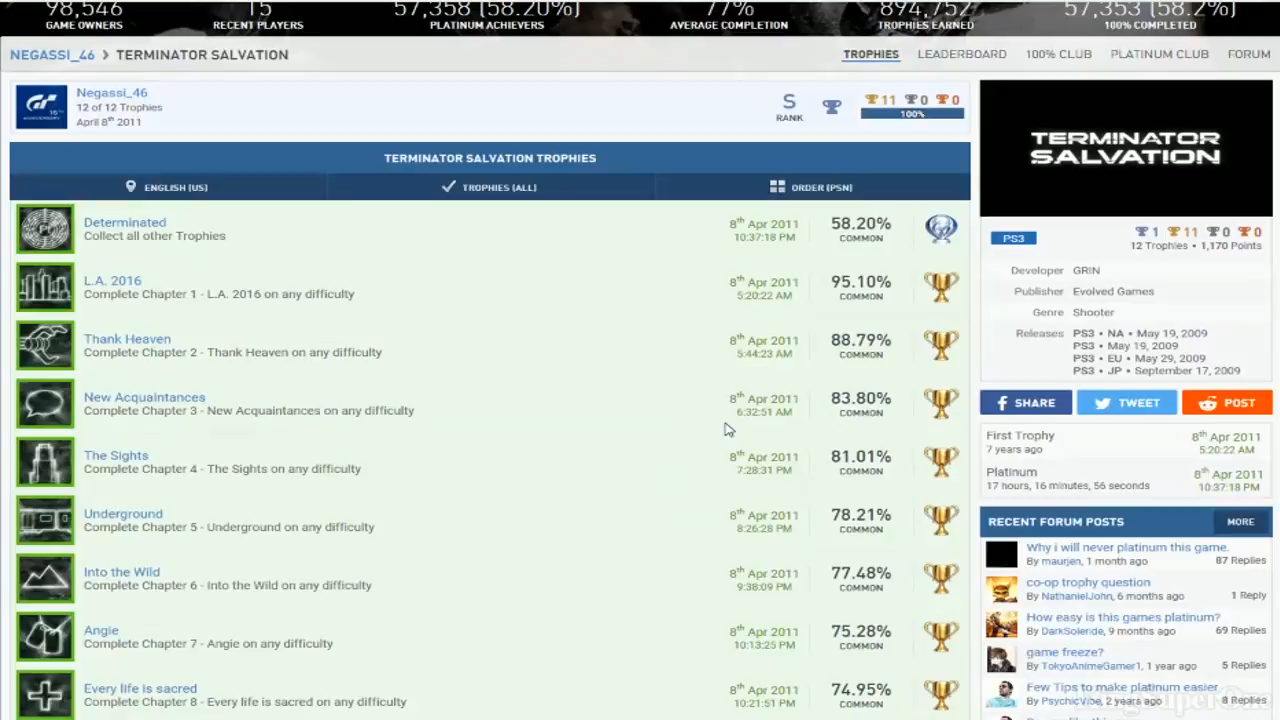 98,546
GAME OWNERS
15
RECENT PLAYERS
57,358 (58.20%)
PLATINUM ACHIEVERS
77%
AVERAGE COMPLETION
894,752
TROPHIES EARNED
57,353 (58.2%)
100% COMPLETED
NEGASSI_46 > TERMINATOR SALVATION
TROPHIES LEADERBOARD 100% CLUB PLATINUM CLUB FORUM
Negassi_46
12 of 12 Trophies
April 8th 2011
S
RANK
11 0 0
100%
TERMINATOR SALVATION TROPHIES
ENGLISH (US) TROPHIES (ALL) ORDER (PSN)
Determinated
Collect all other Trophies
8th Apr 2011
10:37:18 PM
58.20%
COMMON
L.A. 2016
Complete Chapter 1 - L.A. 2016 on any difficulty
8th Apr 2011
5:20:22 AM
95.10%
COMMON
Thank Heaven
Complete Chapter 2 - Thank Heaven on any difficulty
8th Apr 2011
5:44:23 AM
88.79%
COMMON
New Acquaintances
Complete Chapter 3 - New Acquaintances on any difficulty
8th Apr 2011
6:32:51 AM
83.80%
COMMON
The Sights
Complete Chapter 4 - The Sights on any difficulty
8th Apr 2011
7:28:31 PM
81.01%
COMMON
Underground
Complete Chapter 5 - Underground on any difficulty
8th Apr 2011
8:26:28 PM
78.21%
COMMON
Into the Wild
Complete Chapter 6 - Into the Wild on any difficulty
8th Apr 2011
9:38:09 PM
77.48%
COMMON
Angie
Complete Chapter 7 - Angie on any difficulty
8th Apr 2011
10:13:25 PM
75.28%
COMMON
Every life is sacred
Complete Chapter 8 - Every life is sacred on any difficulty
8th Apr 2011
10:21:51 PM
74.95%
COMMON
TERMINATOR
SALVATION
PS3
1 11 0 0
12 Trophies • 1,170 Points
Developer GRIN
Publisher Evolved Games
Genre Shooter
Releases PS3 • NA • May 19, 2009
PS3 • May 19, 2009
PS3 • EU • May 29, 2009
PS3 • JP • September 17, 2009
SHARE TWEET POST
First Trophy
7 years ago
8th Apr 2011
5:20:22 AM
Platinum
17 hours, 16 minutes, 56 seconds
8th Apr 2011
10:37:18 PM
RECENT FORUM POSTS MORE
Why i will never platinum this game.
By maurjen, 1 month ago 87 Replies
co-op trophy question
By NathanielJohn, 6 months ago 1 Reply
How easy is this games platinum?
By DarkSoleride, 9 months ago 69 Replies
game freeze?
By TokyoAnimeGamer1, 1 year ago 5 Replies
Few Tips to make platinum easier
By PsychicVibe, 2 years ago 8 Replies